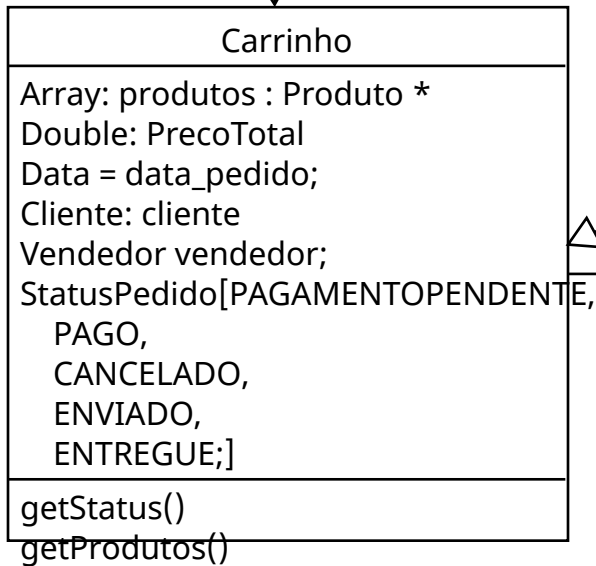 Carrinho
Array: produtos : Produto *
Double: PrecoTotal
Data = data_pedido;
Cliente: cliente
Vendedor vendedor;
StatusPedido[PAGAMENTOPENDENTE,
PAGO,
CANCELADO,
ENVIADO,
ENTREGUE;]
getStatus()
getProdutos()